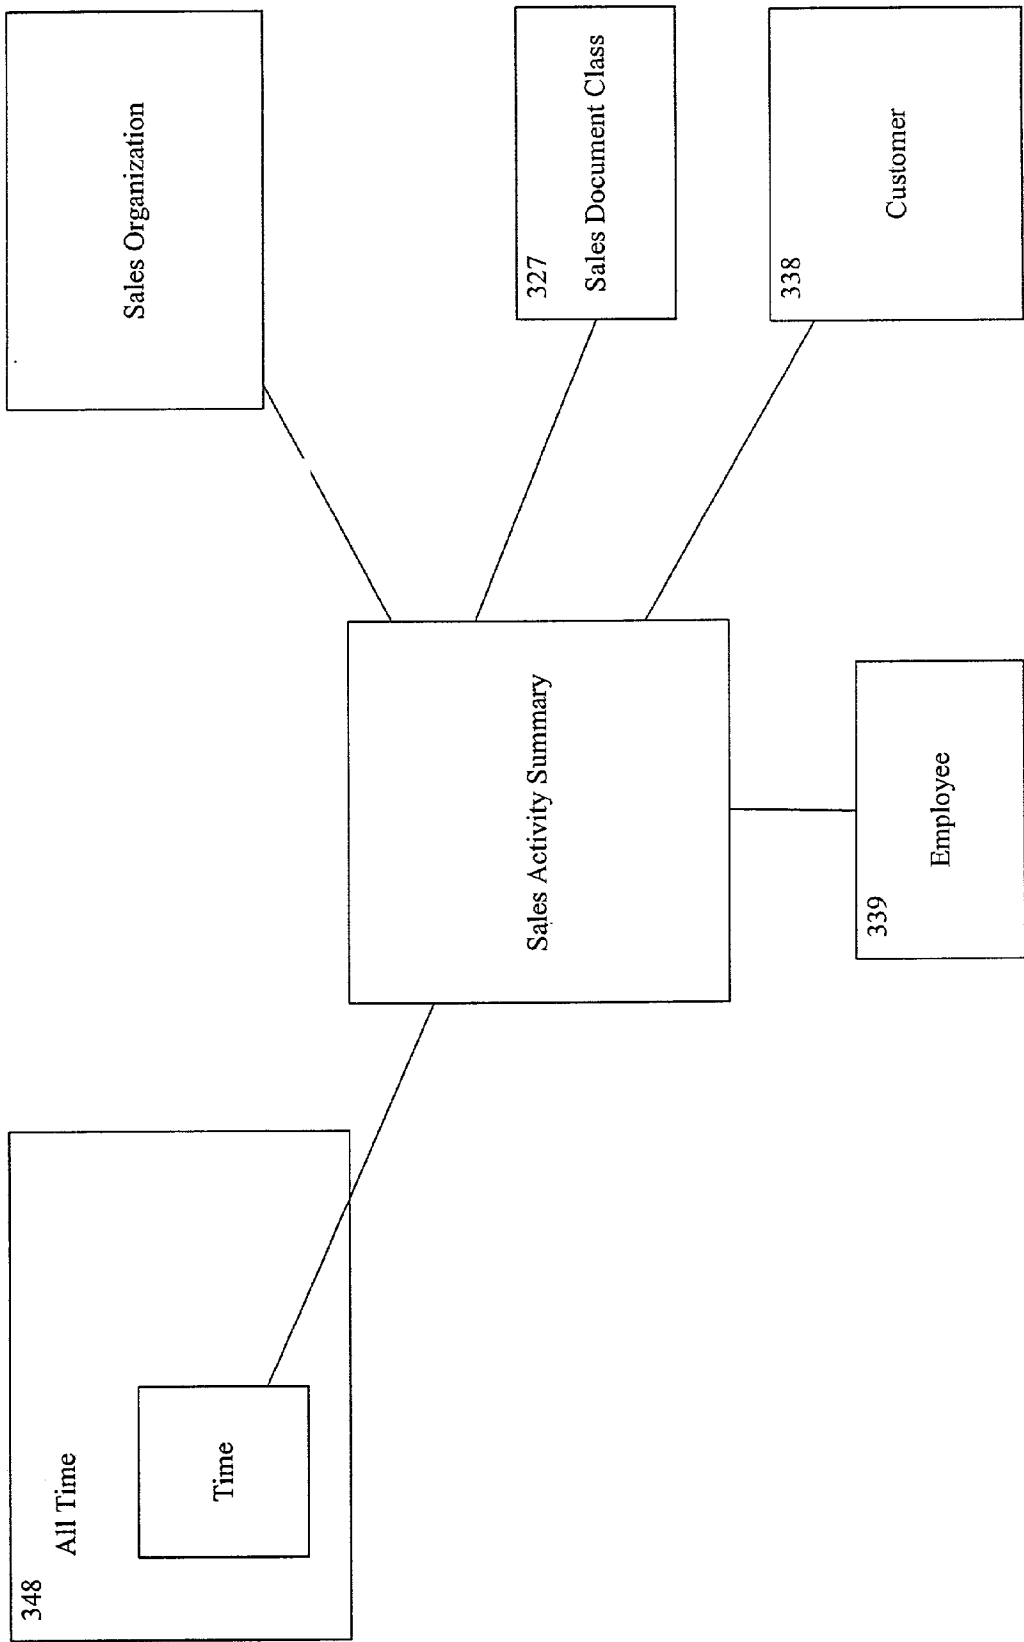 348
All Time
Time
Sales Organization
Sales Activity Summary
327
Sales Document Class
338
Customer
339
Employee